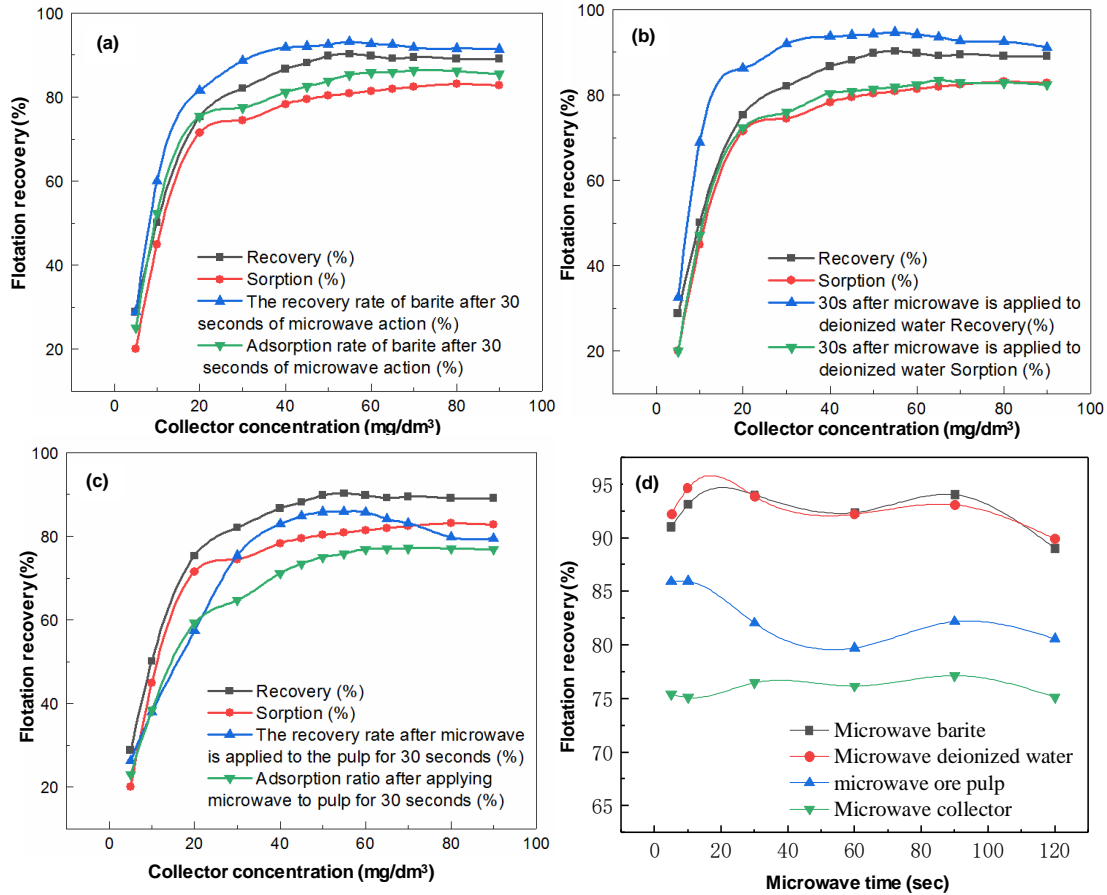 (a)
100
80
60
40
20
Flotation recovery (%)
Recovery (%)
Sorption (%)
The recovery rate of barite after 30
seconds of microwave action (%)
Adsorption rate of barite after 30
seconds of microwave action (%)
0 20 40 60 80 100
Collector concentration (mg/dm³)
(b)
100
80
60
40
20
Flotation recovery (%)
Recovery (%)
Sorption (%)
30s after microwave is applied to
deionized water Recovery(%)
30s after microwave is applied to
deionized water Sorption (%)
0 20 40 60 80 100
Collector concentration (mg/dm³)
(c)
100
80
60
40
20
Flotation recovery (%)
Recovery (%)
Sorption (%)
The recovery rate after microwave
is applied to the pulp for 30 seconds (%)
Adsorption ratio after applying
microwave to pulp for 30 seconds (%)
0 20 40 60 80 100
Collector concentration (mg/dm³)
(d)
95
90
85
80
75
70
65
Flotation recovery (%)
Microwave barite
Microwave deionized water
microwave ore pulp
Microwave collector
0 20 40 60 80 100 120
Microwave time (sec)